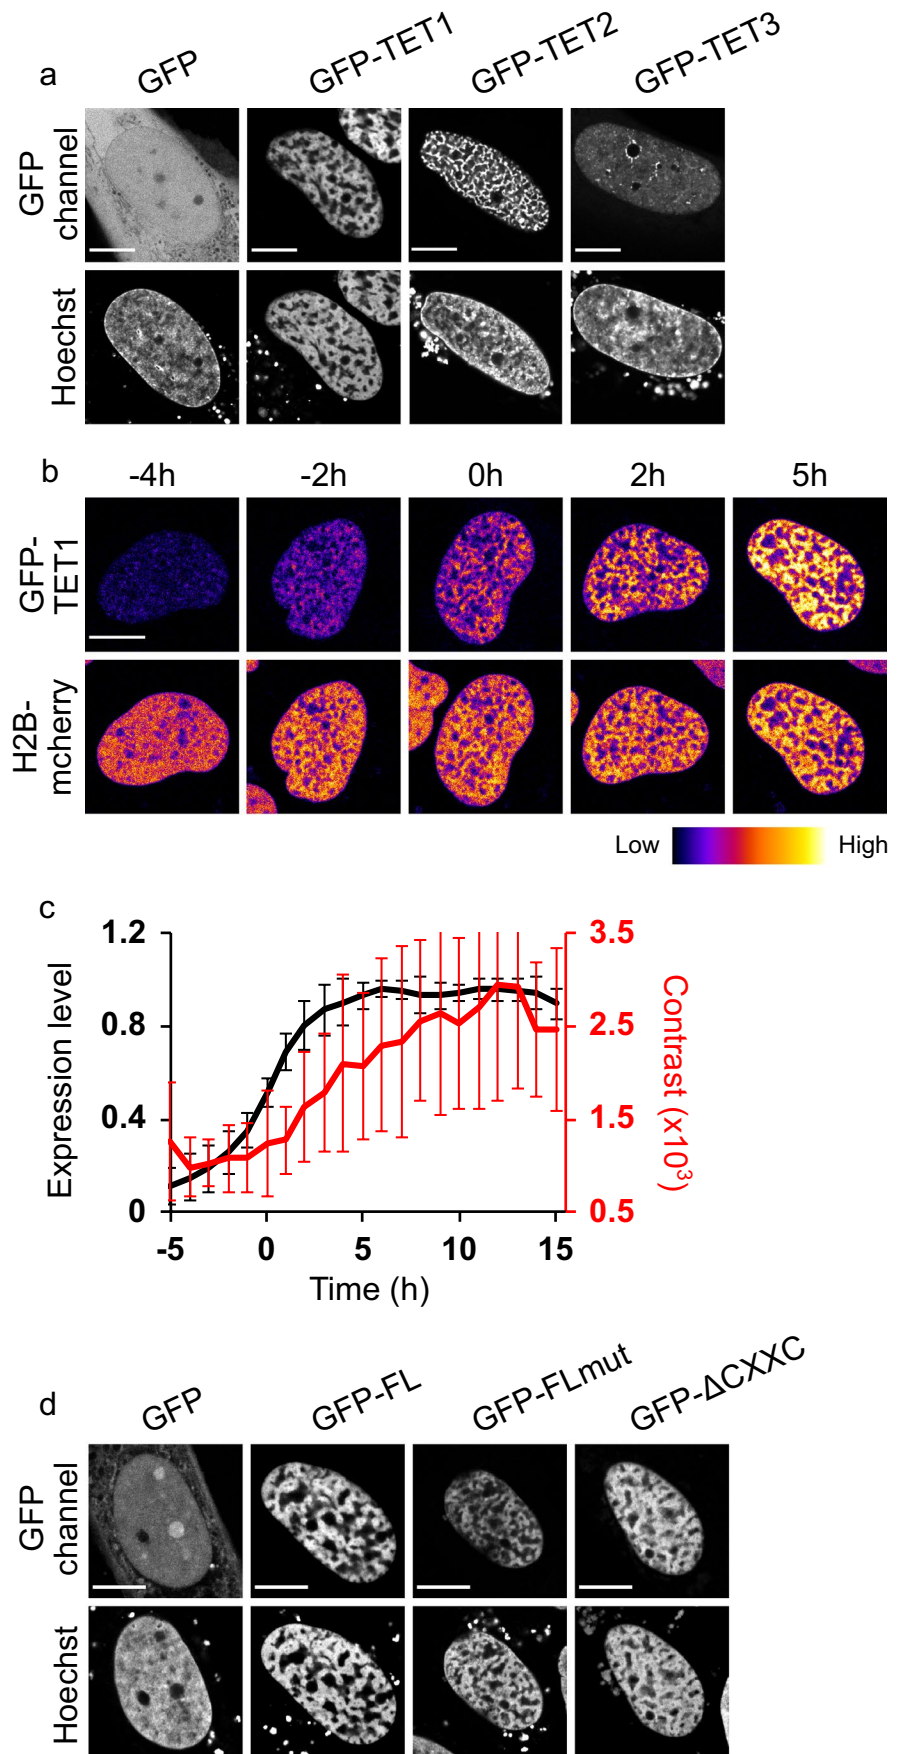 a
GFP
GFP-TET1
GFP-TET2
GFP-TET3
GFP
channel
Hoechst
b
-4h
-2h
0h
2h
5h
GFP-
TET1
H2B-
mcherry
Low
High
c
Expression level
1.2
0.8
0.4
0
3.5
2.5
1.5
0.5
Contrast (x10³)
-5
0
5
10
15
Time (h)
d
GFP
GFP-FL
GFP-FLmut
GFP-ΔCXXC
GFP
channel
Hoechst